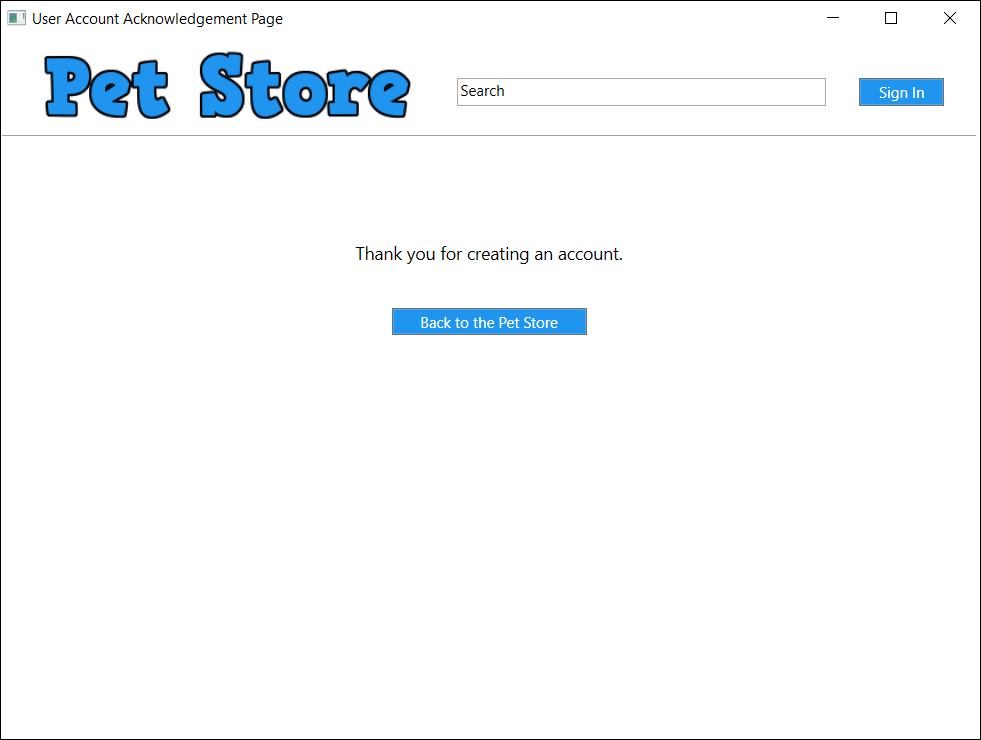 User Account Acknowledgement Page
Pet Store
Search
Sign In
Thank you for creating an account.
Back to the Pet Store